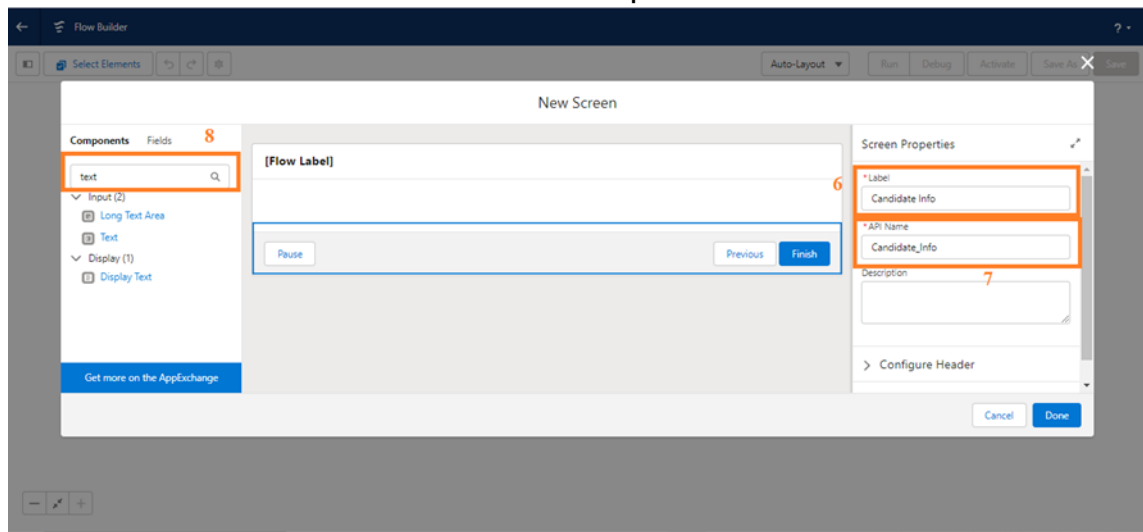 Flow Builder
?
Select Elements
Auto-Layout
Run
Debug
Activate
Save As
Save
New Screen
Components
Fields
8
text
Input (2)
Long Text Area
Text
Display (1)
Display Text
Get more on the AppExchange
[Flow Label]
6
Pause
Previous
Finish
Screen Properties
*Label
Candidate Info
*API Name
Candidate_Info
Description
7
Configure Header
Cancel
Done